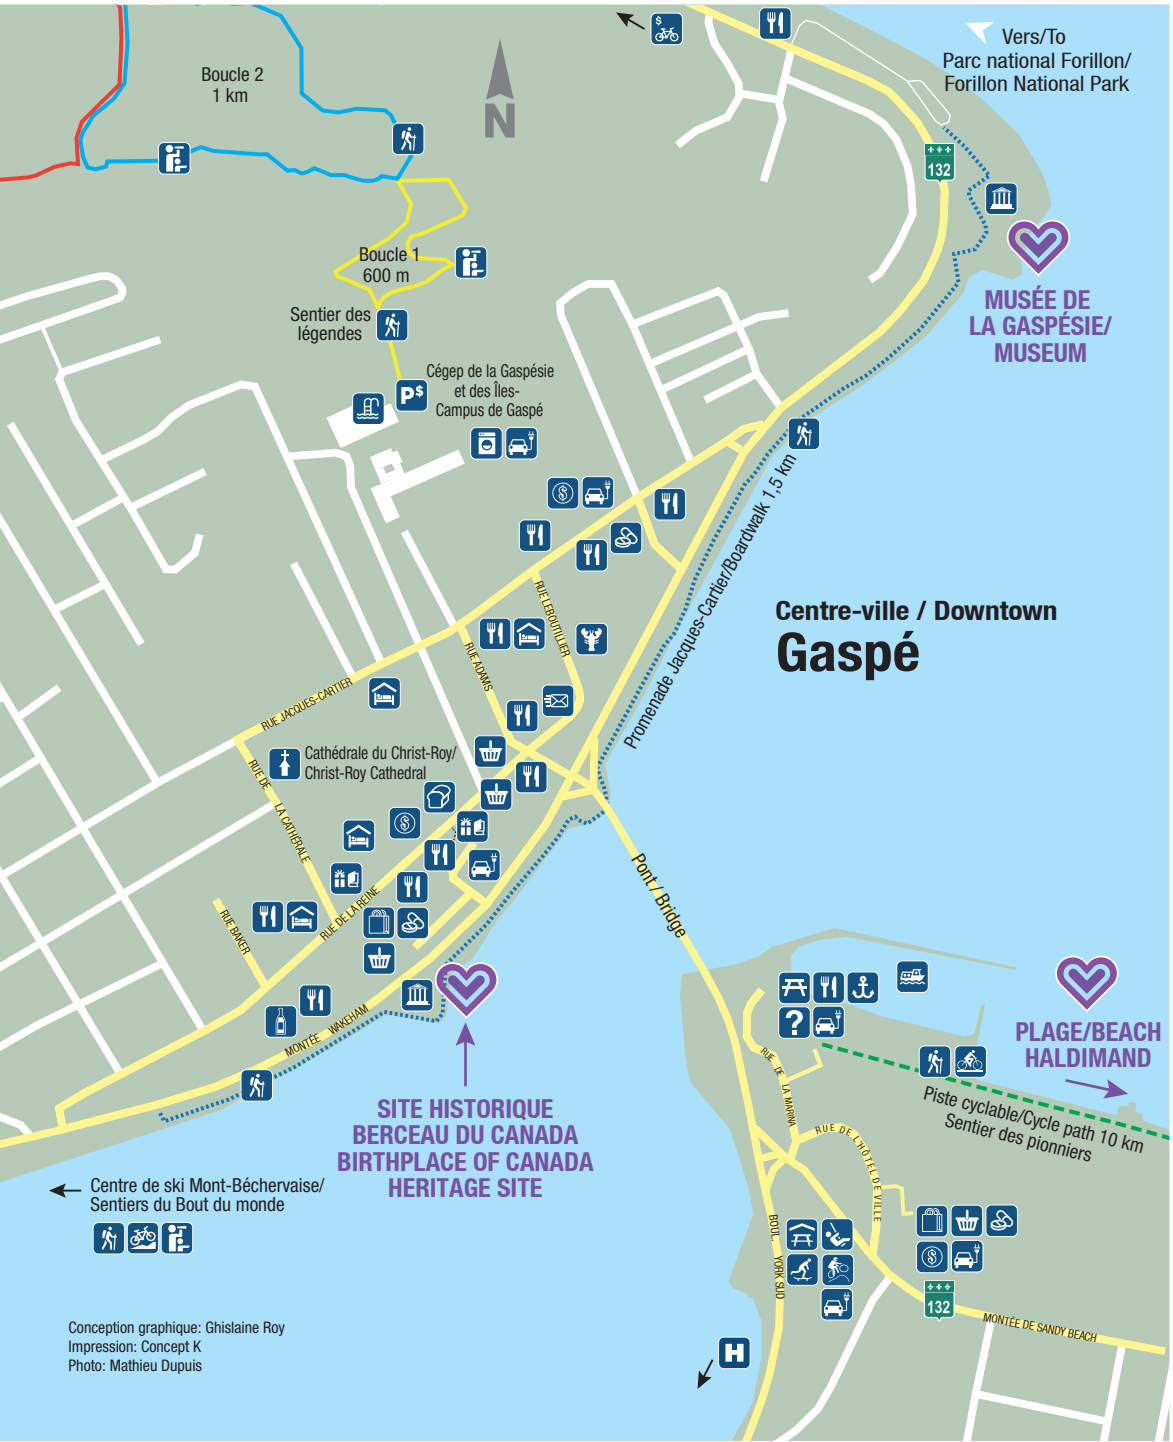 $
Vers/To
Parc national Forillon/
Forillon National Park
Boucle 2
1 km
N
132
Boucle 1
600 m
MUSÉE DE
LA GASPÉSIE/
MUSEUM
Sentier des
légendes
P$
Cégep de la Gaspésie
et des Îles-
Campus de Gaspé
$
Promenade Jacques-Cartier/Boardwalk 1,5 km
Centre-ville / Downtown
Gaspé
RUE LEBOUTILLIER
RUE ADAMS
RUE JACQUES-CARTIER
Cathédrale du Christ-Roy/
Christ-Roy Cathedral
RUE DE LA CATHÉRALE
$
Pont / Bridge
RUE DE LA REINE
RUE BAKER
MONTÉE WAKEHAM
?
PLAGE/BEACH
HALDIMAND
RUE DE LA MARINA
Piste cyclable/Cycle path 10 km
Sentier des pionniers
SITE HISTORIQUE
BERCEAU DU CANADA
BIRTHPLACE OF CANADA
HERITAGE SITE
RUE DE L'HÔTEL DE VILLE
Centre de ski Mont-Béchervaise/
Sentiers du Bout du monde
BOUL. YORK SUD
$
132
MONTÉE DE SANDY BEACH
H
Conception graphique: Ghislaine Roy
Impression: Concept K
Photo: Mathieu Dupuis